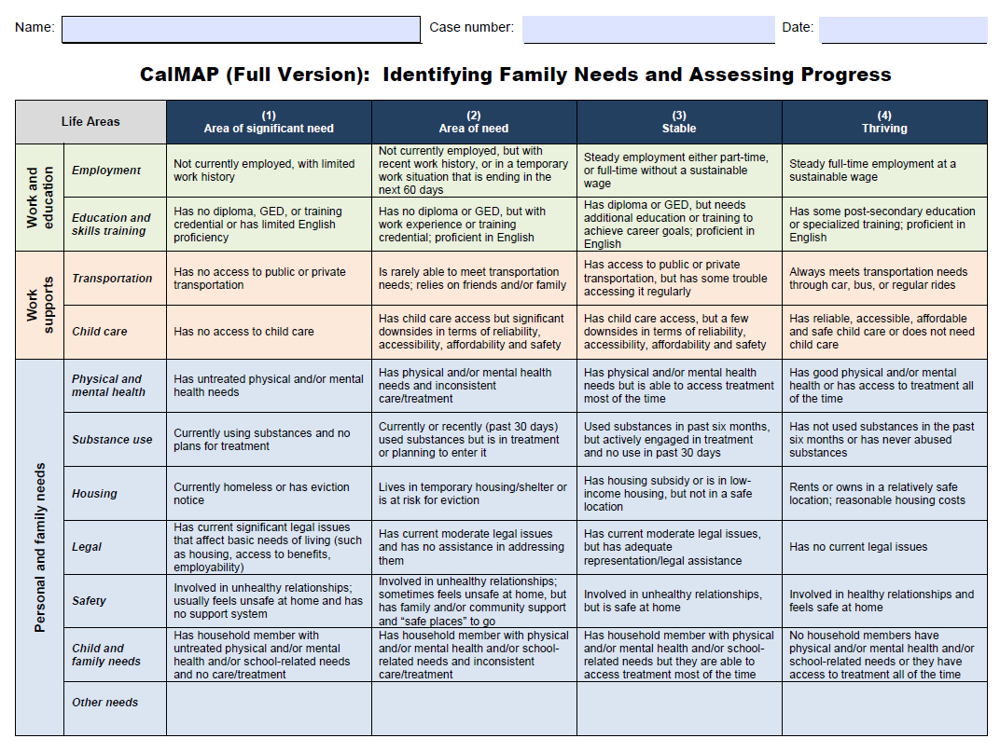 Name:
Case number:
Date:
CalMAP (Full Version):  Identifying Family Needs and Assessing Progress
Life Areas
(1)
Area of significant need
(2)
Area of need
(3)
Stable
(4)
Thriving
Work and
education
Employment
Not currently employed, with limited
work history
Not currently employed, but with
recent work history, or in a temporary
work situation that is ending in the
next 60 days
Steady employment either part-time,
or full-time without a sustainable
wage
Steady full-time employment at a
sustainable wage
Education and
skills training
Has no diploma, GED, or training
credential or has limited English
proficiency
Has no diploma or GED, but with
work experience or training
credential; proficient in English
Has diploma or GED, but needs
additional education or training to
achieve career goals; proficient in
English
Has some post-secondary education
or specialized training; proficient in
English
Work
supports
Transportation
Has no access to public or private
transportation
Is rarely able to meet transportation
needs; relies on friends and/or family
Has access to public or private
transportation, but has some trouble
accessing it regularly
Always meets transportation needs
through car, bus, or regular rides
Child care
Has no access to child care
Has child care access but significant
downsides in terms of reliability,
accessibility, affordability and safety
Has child care access, but a few
downsides in terms of reliability,
accessibility, affordability and safety
Has reliable, accessible, affordable
and safe child care or does not need
child care
Personal and family needs
Physical and
mental health
Has untreated physical and/or mental
health needs
Has physical and/or mental health
needs and inconsistent
care/treatment
Has physical and/or mental health
needs but is able to access treatment
most of the time
Has good physical and/or mental
health or has access to treatment all
of the time
Substance use
Currently using substances and no
plans for treatment
Currently or recently (past 30 days)
used substances but is in treatment
or planning to enter it
Used substances in past six months,
but actively engaged in treatment
and no use in past 30 days
Has not used substances in the past
six months or has never abused
substances
Housing
Currently homeless or has eviction
notice
Lives in temporary housing/shelter or
is at risk for eviction
Has housing subsidy or is in low-
income housing, but not in a safe
location
Rents or owns in a relatively safe
location; reasonable housing costs
Legal
Has current significant legal issues
that affect basic needs of living (such
as housing, access to benefits,
employability)
Has current moderate legal issues
and has no assistance in addressing
them
Has current moderate legal issues,
but has adequate
representation/legal assistance
Has no current legal issues
Safety
Involved in unhealthy relationships;
usually feels unsafe at home and has
no support system
Involved in unhealthy relationships;
sometimes feels unsafe at home, but
has family and/or community support
and “safe places” to go
Involved in unhealthy relationships,
but is safe at home
Involved in healthy relationships and
feels safe at home
Child and
family needs
Has household member with
untreated physical and/or mental
health and/or school-related needs
and no care/treatment
Has household member with physical
and/or mental health and/or school-
related needs and inconsistent
care/treatment
Has household member with physical
and/or mental health and/or school-
related needs but they are able to
access treatment most of the time
No household members have
physical and/or mental health and/or
school-related needs or they have
access to treatment all of the time
Other needs